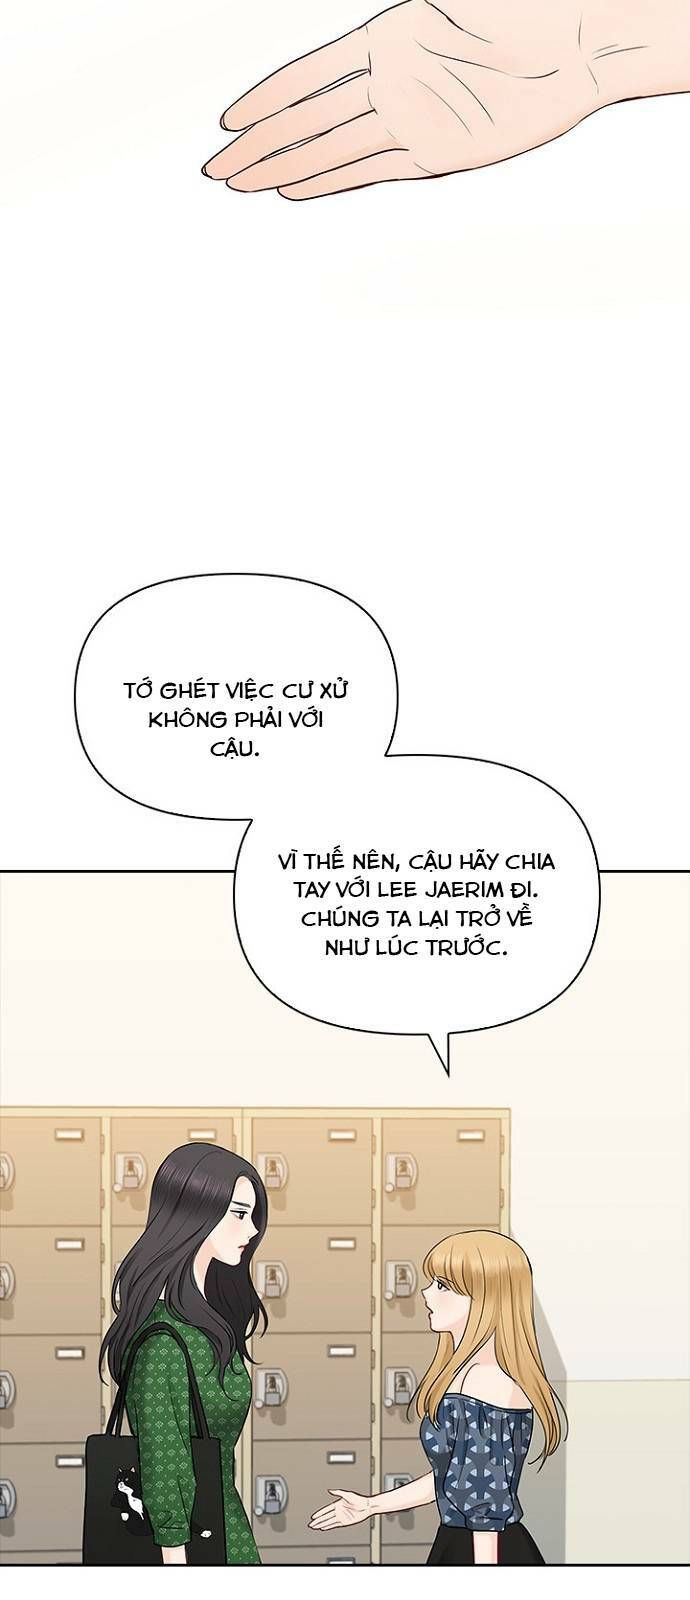 TỚ GHÉT VIỆC CƯ XỬ
KHÔNG PHẢI VỚI
CẬU.
VÌ THẾ NÊN, CẬU HÃY CHIA
TAY VỚI LEE JAERIM ĐI.
CHÚNG TA LẠI TRỞ VỀ
NHƯ LÚC TRƯỚC.